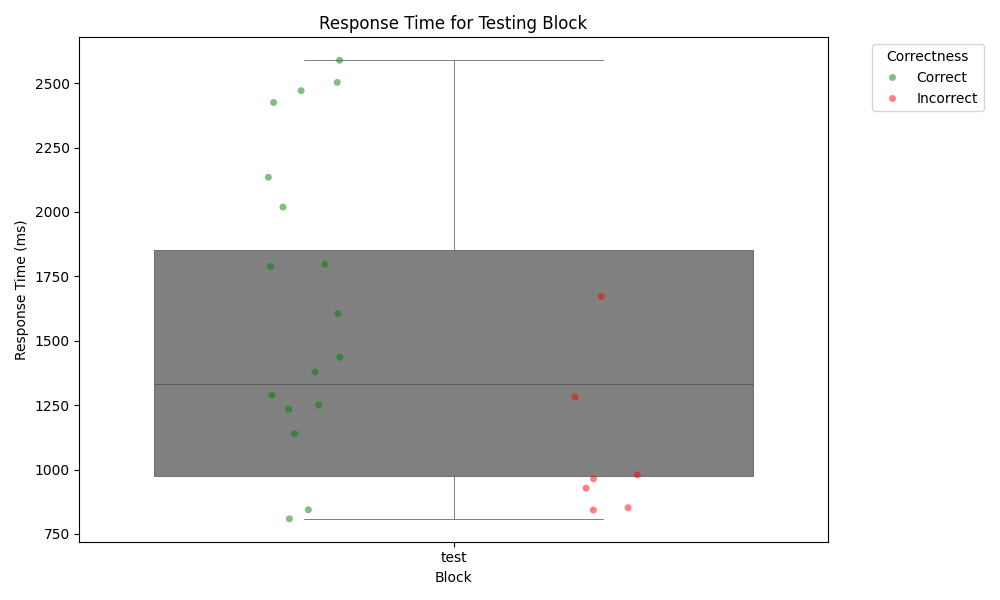 Response Time for Testing Block
Correctness
Correct
Incorrect
Response Time (ms)
2500
2250
2000
1750
1500
1250
1000
750
test
Block